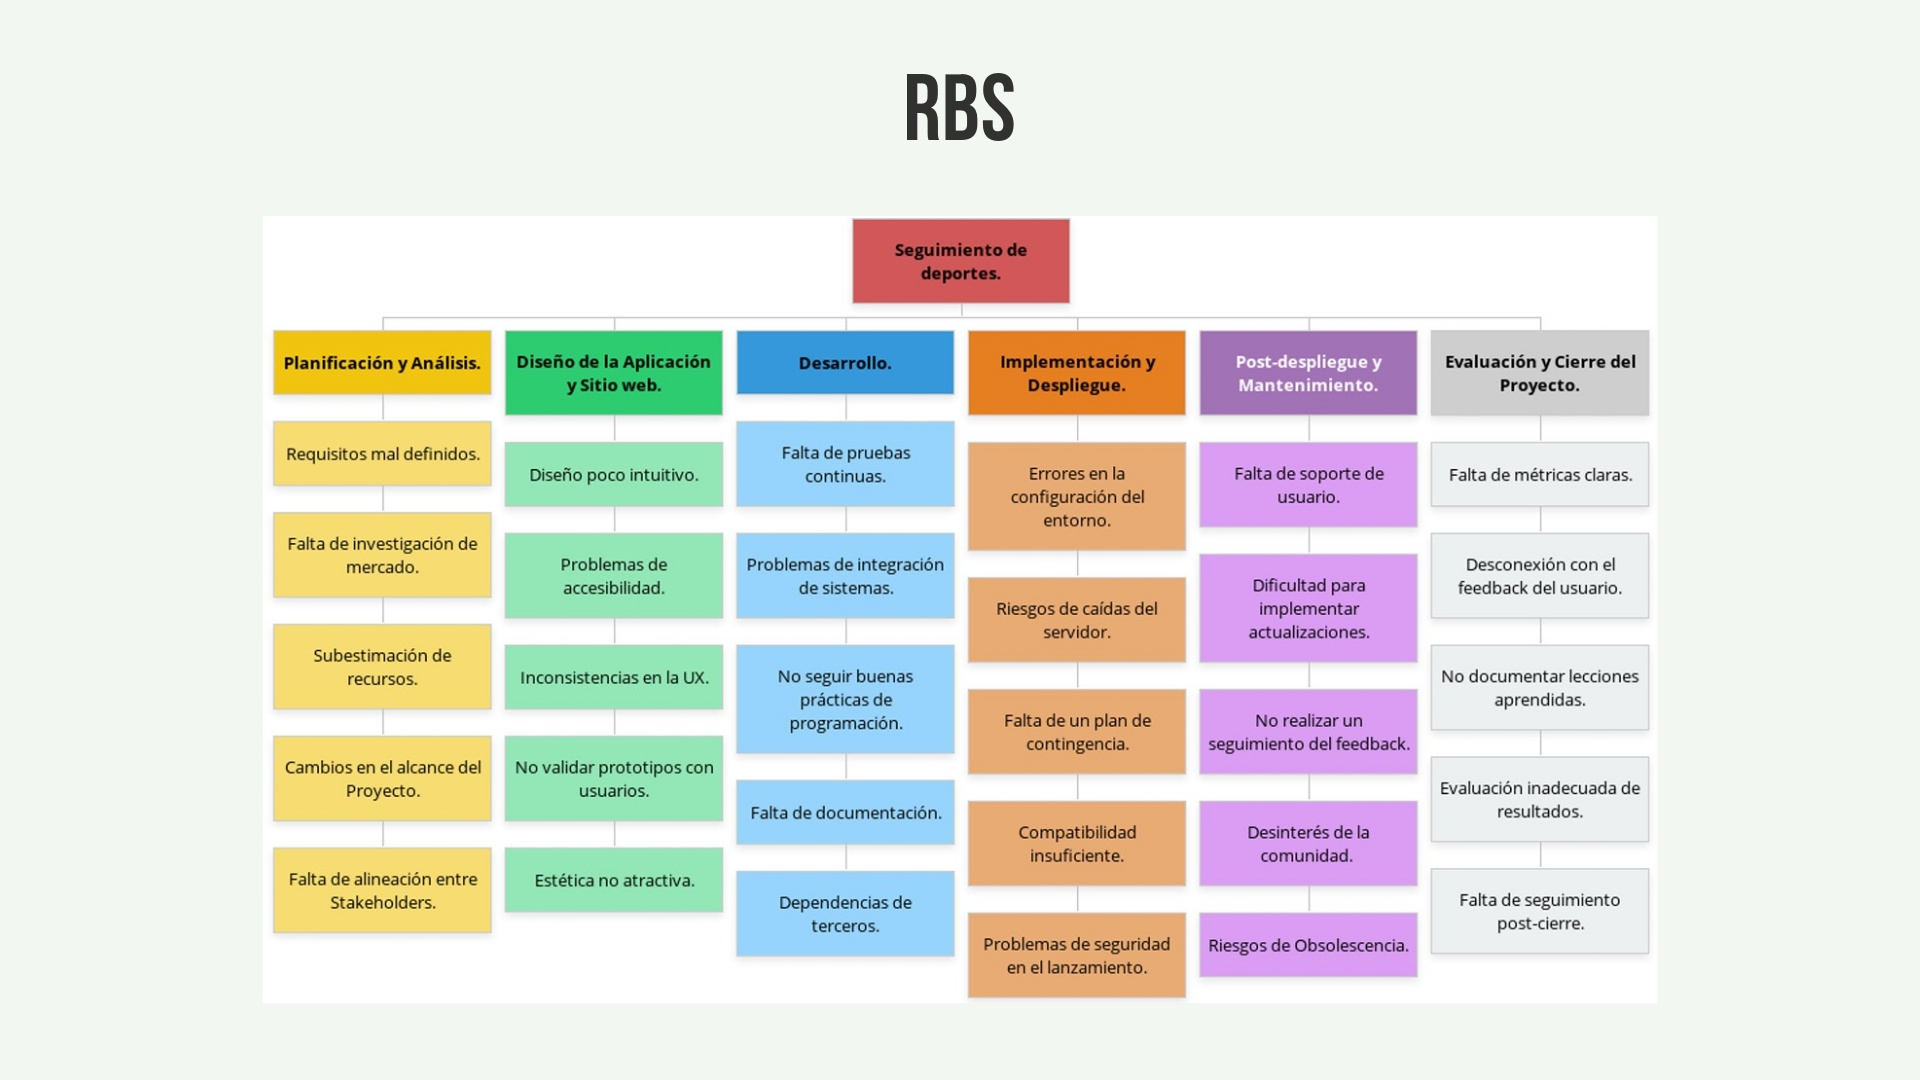 RBS
Seguimiento de
deportes.
Planificación y Análisis.
Requisitos mal definidos.
Falta de investigación de
mercado.
Subestimación de
recursos.
Cambios en el alcance del
Proyecto.
Falta de alineación entre
Stakeholders.
Diseño de la Aplicación
y Sitio web.
Diseño poco intuitivo.
Problemas de
accesibilidad.
Inconsistencias en la UX.
No validar prototipos con
usuarios.
Estética no atractiva.
Desarrollo.
Falta de pruebas
continuas.
Problemas de integración
de sistemas.
No seguir buenas
prácticas de
programación.
Falta de documentación.
Dependencias de
terceros.
Implementación y
Despliegue.
Errores en la
configuración del
entorno.
Riesgos de caídas del
servidor.
Falta de un plan de
contingencia.
Compatibilidad
insuficiente.
Problemas de seguridad
en el lanzamiento.
Post-despliegue y
Mantenimiento.
Falta de soporte de
usuario.
Dificultad para
implementar
actualizaciones.
No realizar un
seguimiento del feedback.
Desinterés de la
comunidad.
Riesgos de Obsolescencia.
Evaluación y Cierre del
Proyecto.
Falta de métricas claras.
Desconexión con el
feedback del usuario.
No documentar lecciones
aprendidas.
Evaluación inadecuada de
resultados.
Falta de seguimiento
post-cierre.